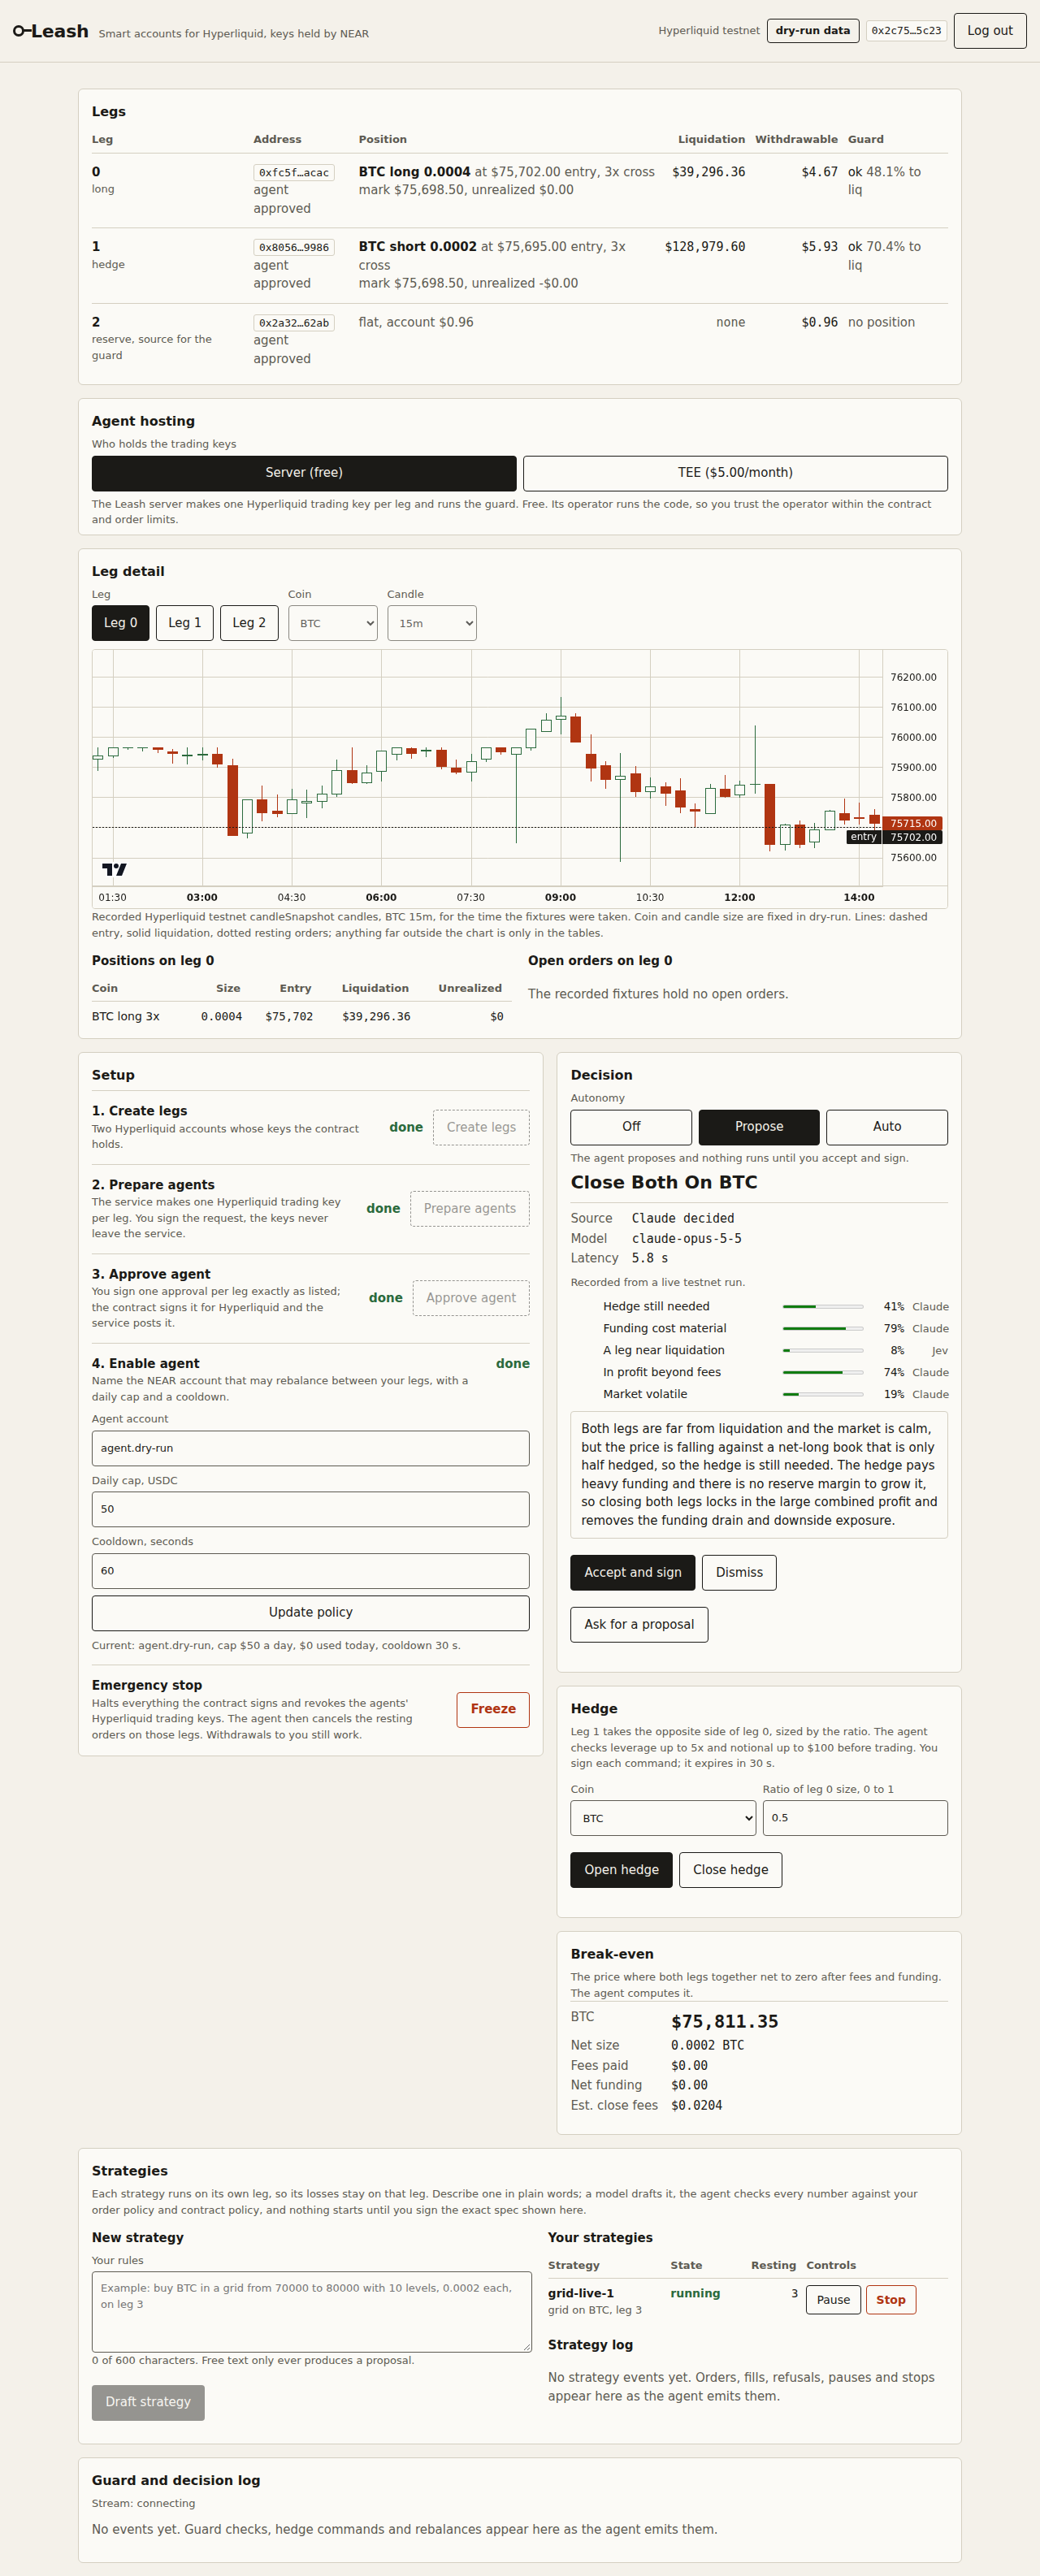 Leash Smart accounts for Hyperliquid, keys held by NEAR
Hyperliquid testnet dry-run data 0x2c75…5c23 Log out
Legs
Leg Address Position Liquidation Withdrawable Guard
0 0xfc5f…acac BTC long 0.0004 at $75,702.00 entry, 3x cross $39,296.36 $4.67 ok 48.1% to
long agent mark $75,698.50, unrealized $0.00 liq
approved
1 0x8056…9986 BTC short 0.0002 at $75,695.00 entry, 3x $128,979.60 $5.93 ok 70.4% to
hedge agent cross liq
approved mark $75,698.50, unrealized -$0.00
2 0x2a32…62ab flat, account $0.96 none $0.96 no position
reserve, source for the agent
guard approved
Agent hosting
Who holds the trading keys
Server (free) TEE ($5.00/month)
The Leash server makes one Hyperliquid trading key per leg and runs the guard. Free. Its operator runs the code, so you trust the operator within the contract
and order limits.
Leg detail
Leg Coin Candle
Leg 0 Leg 1 Leg 2 BTC 15m
76200.00
76100.00
76000.00
75900.00
75800.00
75715.00
entry 75702.00
75600.00
01:30 03:00 04:30 06:00 07:30 09:00 10:30 12:00 14:00
Recorded Hyperliquid testnet candleSnapshot candles, BTC 15m, for the time the fixtures were taken. Coin and candle size are fixed in dry-run. Lines: dashed
entry, solid liquidation, dotted resting orders; anything far outside the chart is only in the tables.
Positions on leg 0
Coin Size Entry Liquidation Unrealized
BTC long 3x 0.0004 $75,702 $39,296.36 $0
Open orders on leg 0
The recorded fixtures hold no open orders.
Setup
1. Create legs
Two Hyperliquid accounts whose keys the contract
holds.
done Create legs
2. Prepare agents
The service makes one Hyperliquid trading key
per leg. You sign the request, the keys never
leave the service.
done Prepare agents
3. Approve agent
You sign one approval per leg exactly as listed;
the contract signs it for Hyperliquid and the
service posts it.
done Approve agent
4. Enable agent done
Name the NEAR account that may rebalance between your legs, with a
daily cap and a cooldown.
Agent account
agent.dry-run
Daily cap, USDC
50
Cooldown, seconds
60
Update policy
Current: agent.dry-run, cap $50 a day, $0 used today, cooldown 30 s.
Emergency stop
Halts everything the contract signs and revokes the agents'
Hyperliquid trading keys. The agent then cancels the resting
orders on those legs. Withdrawals to you still work.
Freeze
Decision
Autonomy
Off Propose Auto
The agent proposes and nothing runs until you accept and sign.
Close Both On BTC
Source Claude decided
Model claude-opus-5-5
Latency 5.8 s
Recorded from a live testnet run.
Hedge still needed 41% Claude
Funding cost material 79% Claude
A leg near liquidation 8% Jev
In profit beyond fees 74% Claude
Market volatile 19% Claude
Both legs are far from liquidation and the market is calm,
but the price is falling against a net-long book that is only
half hedged, so the hedge is still needed. The hedge pays
heavy funding and there is no reserve margin to grow it,
so closing both legs locks in the large combined profit and
removes the funding drain and downside exposure.
Accept and sign Dismiss
Ask for a proposal
Hedge
Leg 1 takes the opposite side of leg 0, sized by the ratio. The agent
checks leverage up to 5x and notional up to $100 before trading. You
sign each command; it expires in 30 s.
Coin Ratio of leg 0 size, 0 to 1
BTC 0.5
Open hedge Close hedge
Break-even
The price where both legs together net to zero after fees and funding.
The agent computes it.
BTC $75,811.35
Net size 0.0002 BTC
Fees paid $0.00
Net funding $0.00
Est. close fees $0.0204
Strategies
Each strategy runs on its own leg, so its losses stay on that leg. Describe one in plain words; a model drafts it, the agent checks every number against your
order policy and contract policy, and nothing starts until you sign the exact spec shown here.
New strategy
Your rules
Example: buy BTC in a grid from 70000 to 80000 with 10 levels, 0.0002 each,
on leg 3
0 of 600 characters. Free text only ever produces a proposal.
Draft strategy
Your strategies
Strategy State Resting Controls
grid-live-1 running 3 Pause Stop
grid on BTC, leg 3
Strategy log
No strategy events yet. Orders, fills, refusals, pauses and stops
appear here as the agent emits them.
Guard and decision log
Stream: connecting
No events yet. Guard checks, hedge commands and rebalances appear here as the agent emits them.